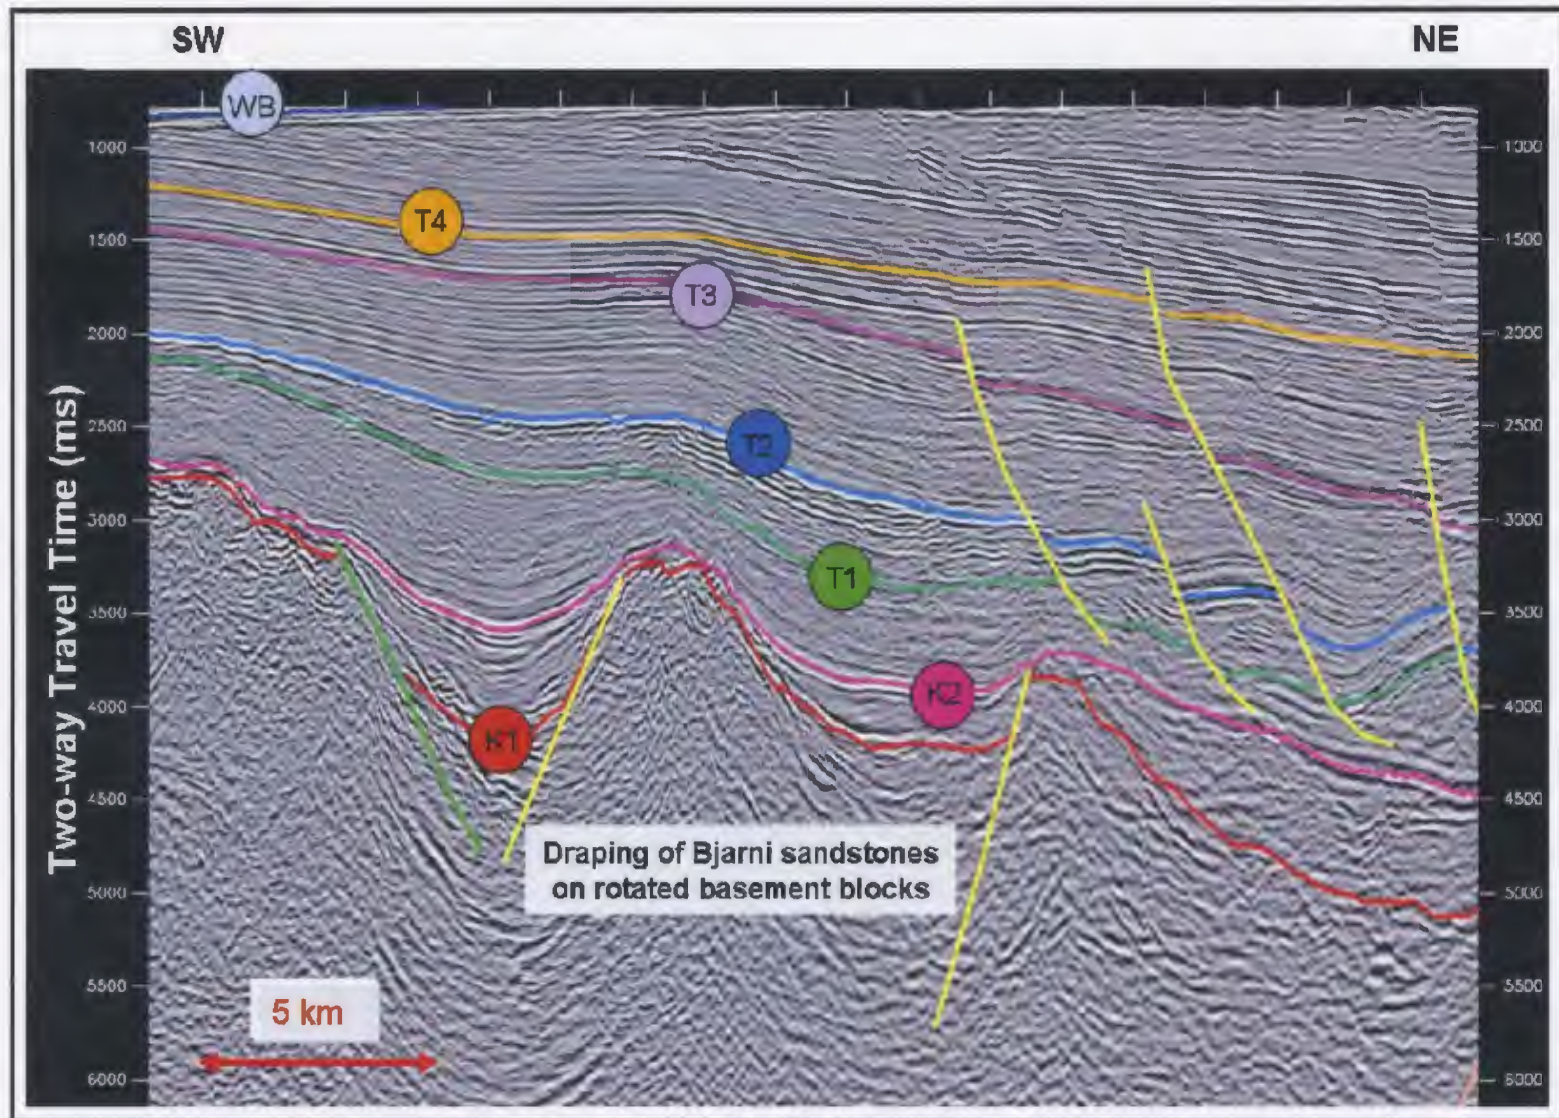 SW
NE
WB
1000
1000
T4
1500
1500
T3
2000
2000
T2
2500
2500
3000
3000
T1
3500
3500
K2
4000
4000
K1
4500
4500
Draping of Bjarni sandstones
on rotated basement blocks
5000
5000
5500
5500
5 km
6000
6000
Two-way Travel Time (ms)